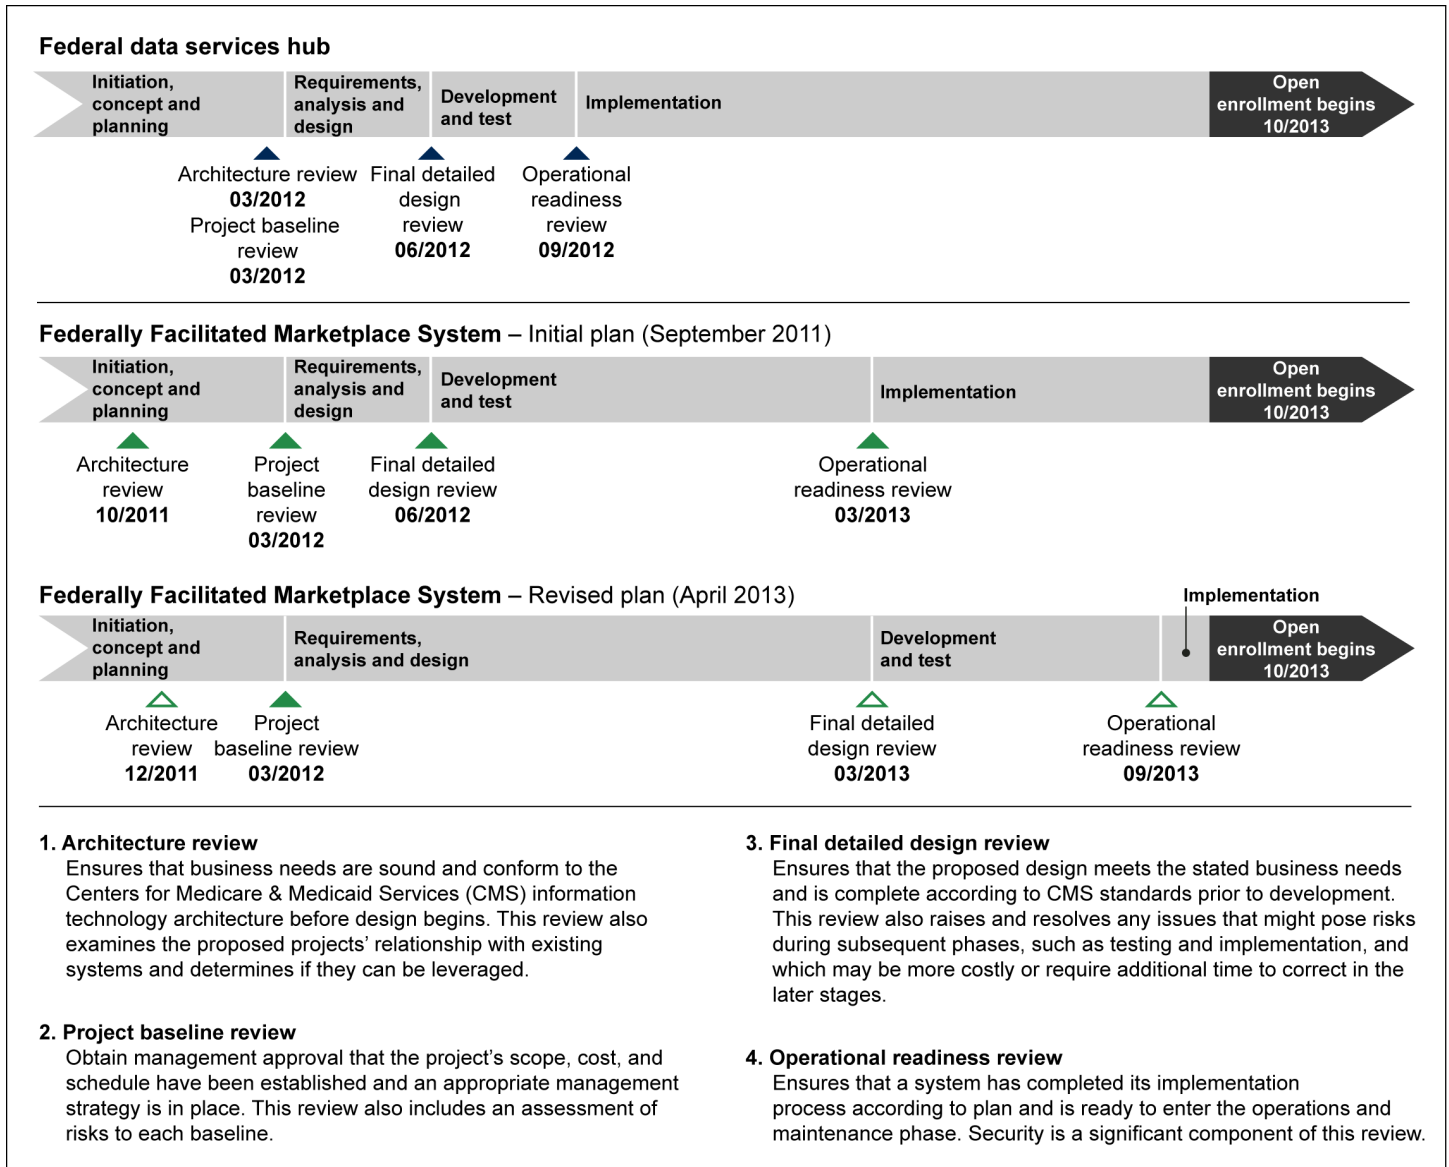 Federal data services hub
Initiation,
concept and
planning
Requirements,
analysis and
design
Development
and test
Implementation
Open
enrollment begins
10/2013
Architecture review
03/2012
Project baseline
review
03/2012
Final detailed
design
review
06/2012
Operational
readiness
review
09/2012
Federally Facilitated Marketplace System – Initial plan (September 2011)
Initiation,
concept and
planning
Requirements,
analysis and
design
Development
and test
Implementation
Open
enrollment begins
10/2013
Architecture
review
10/2011
Project
baseline
review
03/2012
Final detailed
design review
06/2012
Operational
readiness review
03/2013
Federally Facilitated Marketplace System – Revised plan (April 2013)
Implementation
Initiation,
concept and
planning
Requirements,
analysis and design
Development
and test
Open
enrollment begins
10/2013
Architecture
review
12/2011
Project
baseline review
03/2012
Final detailed
design review
03/2013
Operational
readiness review
09/2013
1. Architecture review
Ensures that business needs are sound and conform to the
Centers for Medicare & Medicaid Services (CMS) information
technology architecture before design begins. This review also
examines the proposed projects’ relationship with existing
systems and determines if they can be leveraged.
2. Project baseline review
Obtain management approval that the project’s scope, cost, and
schedule have been established and an appropriate management
strategy is in place. This review also includes an assessment of
risks to each baseline.
3. Final detailed design review
Ensures that the proposed design meets the stated business needs
and is complete according to CMS standards prior to development.
This review also raises and resolves any issues that might pose risks
during subsequent phases, such as testing and implementation, and
which may be more costly or require additional time to correct in the
later stages.
4. Operational readiness review
Ensures that a system has completed its implementation
process according to plan and is ready to enter the operations and
maintenance phase. Security is a significant component of this review.